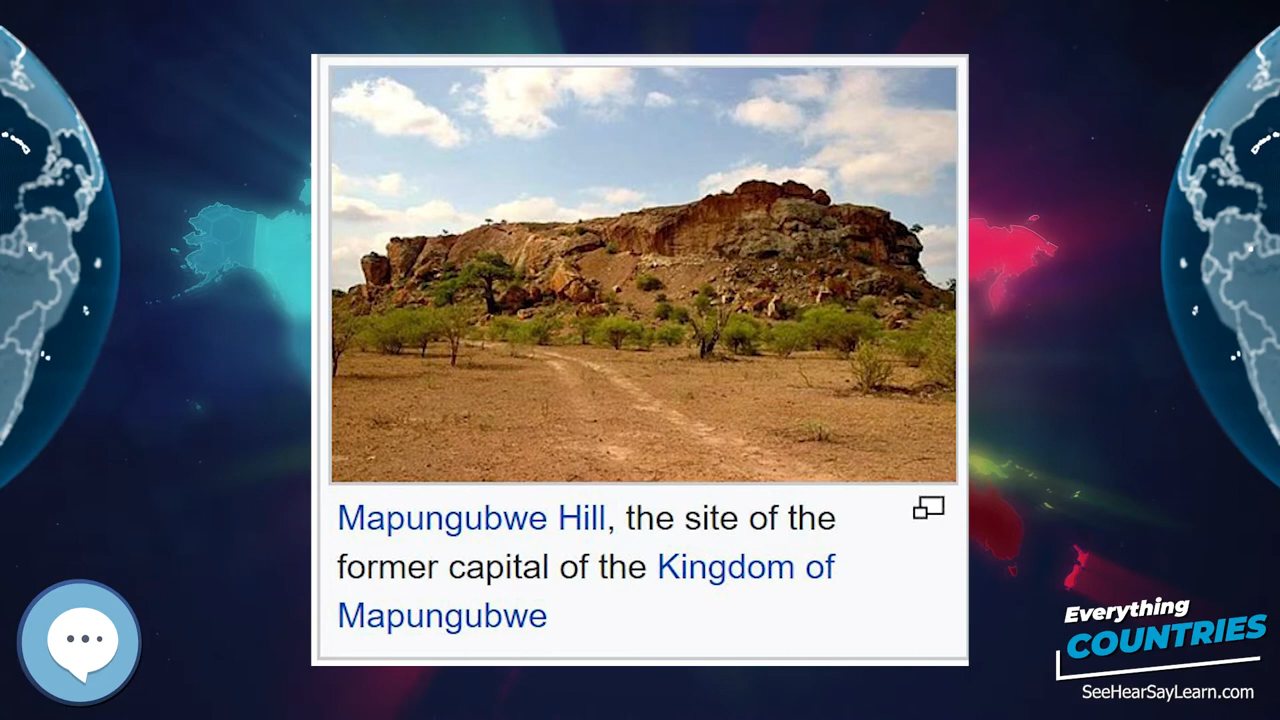 Mapungubwe Hill, the site of the
former capital of the Kingdom of
Mapungubwe
Everything
COUNTRIES
SeeHearSayLearn.com